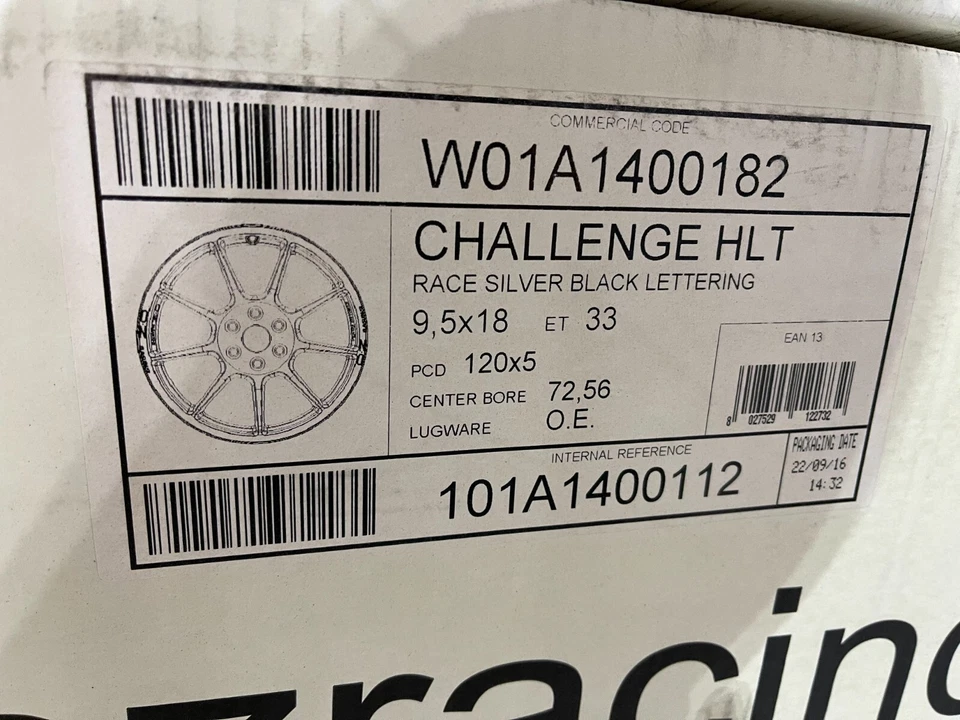 COMMERCIAL CODE
W01A1400182
CHALLENGE HLT
RACE SILVER BLACK LETTERING
9,5x18 ET 33
PCD 120x5
CENTER BORE 72,56
LUGWARE O.E.
EAN 13
8 027529 122732
INTERNAL REFERENCE
101A1400112
PACKAGING DATE
22/09/16
14:32
racing